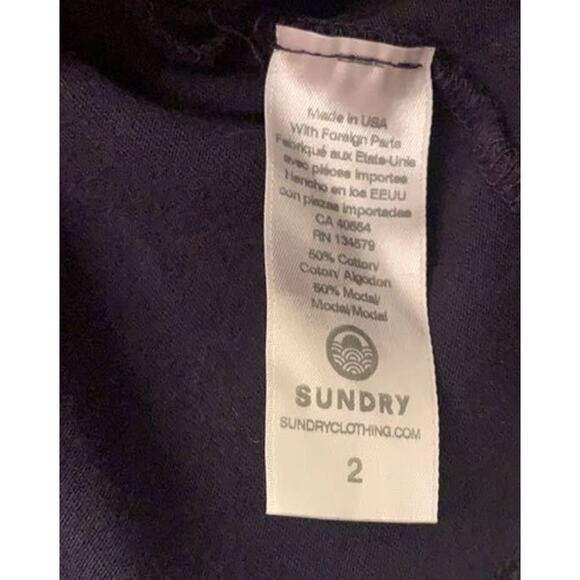 Made in USA
With Foreign Parts
Fabriqué aux Etats-Unis
avec pièces importes
Hencho en los EEUU
con piezas importadas
CA 40554
RN 134579
50% Cotton/
Coton/ Algodon
50% Modal/
Modal/Modal
SUNDRY
SUNDRYCLOTHING.COM
2